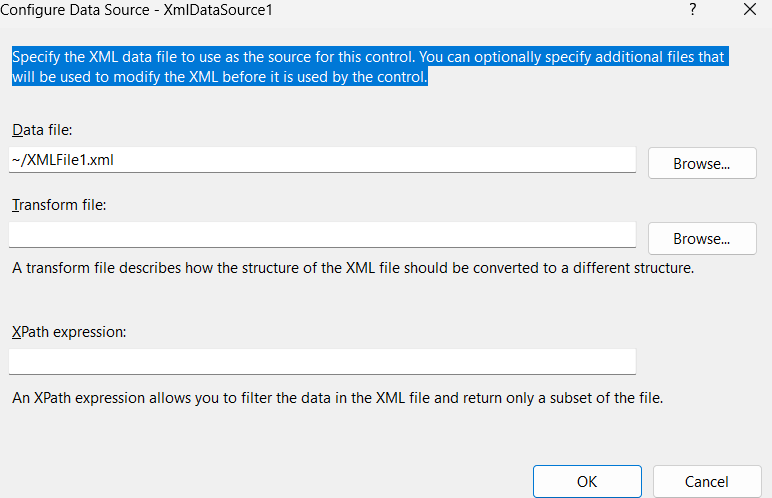 Configure Data Source - XmlDataSource1 ?
Specify the XML data file to use as the source for this control. You can optionally specify additional files that
will be used to modify the XML before it is used by the control.
Data file:
~/XMLFile1.xml Browse...
Transform file:
Browse...
A transform file describes how the structure of the XML file should be converted to a different structure.
XPath expression:
An XPath expression allows you to filter the data in the XML file and return only a subset of the file.
OK Cancel